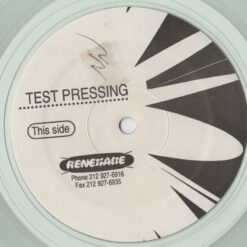 TEST PRESSING
This side
RENEGADE
Phone 212 927-6916
Fax 212 927-6935